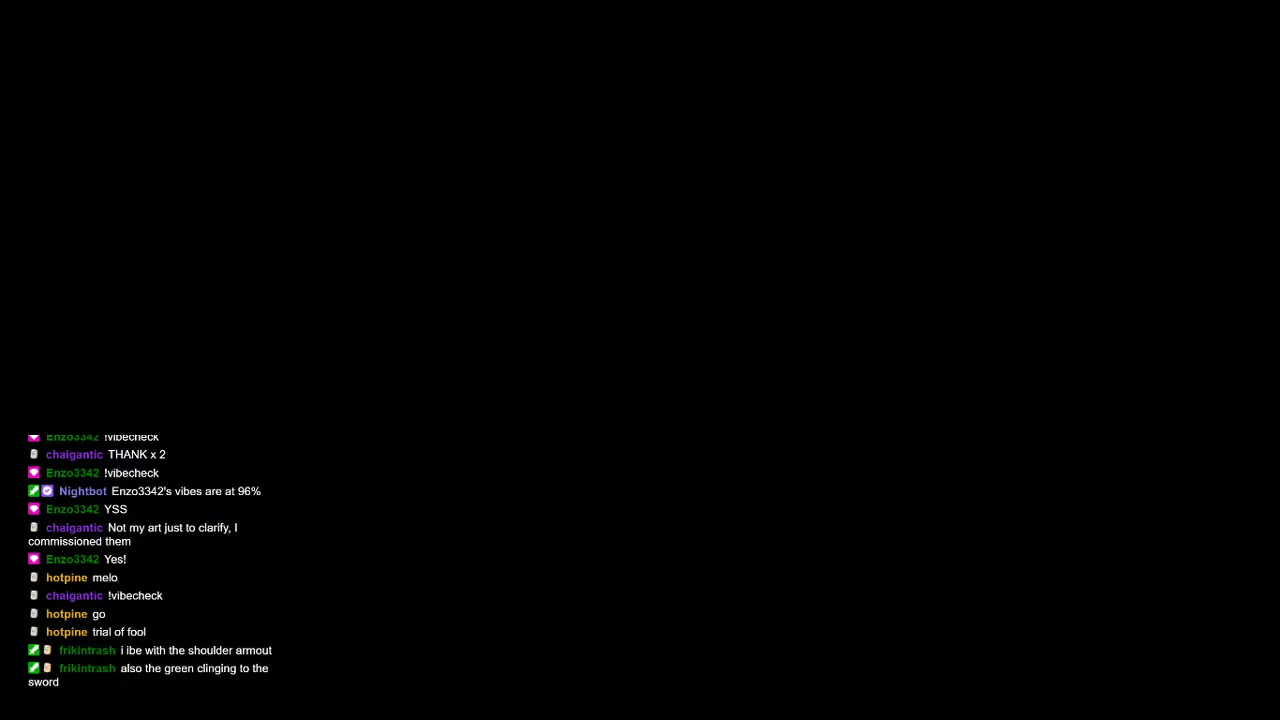 Enzo3342 !vibecheck
chaigantic THANK x 2
Enzo3342 !vibecheck
Nightbot Enzo3342's vibes are at 96%
Enzo3342 YSS
chaigantic Not my art just to clarify, I
commissioned them
Enzo3342 Yes!
hotpine melo
chaigantic !vibecheck
hotpine go
hotpine trial of fool
frikintrash i ibe with the shoulder armout
frikintrash also the green clinging to the
sword